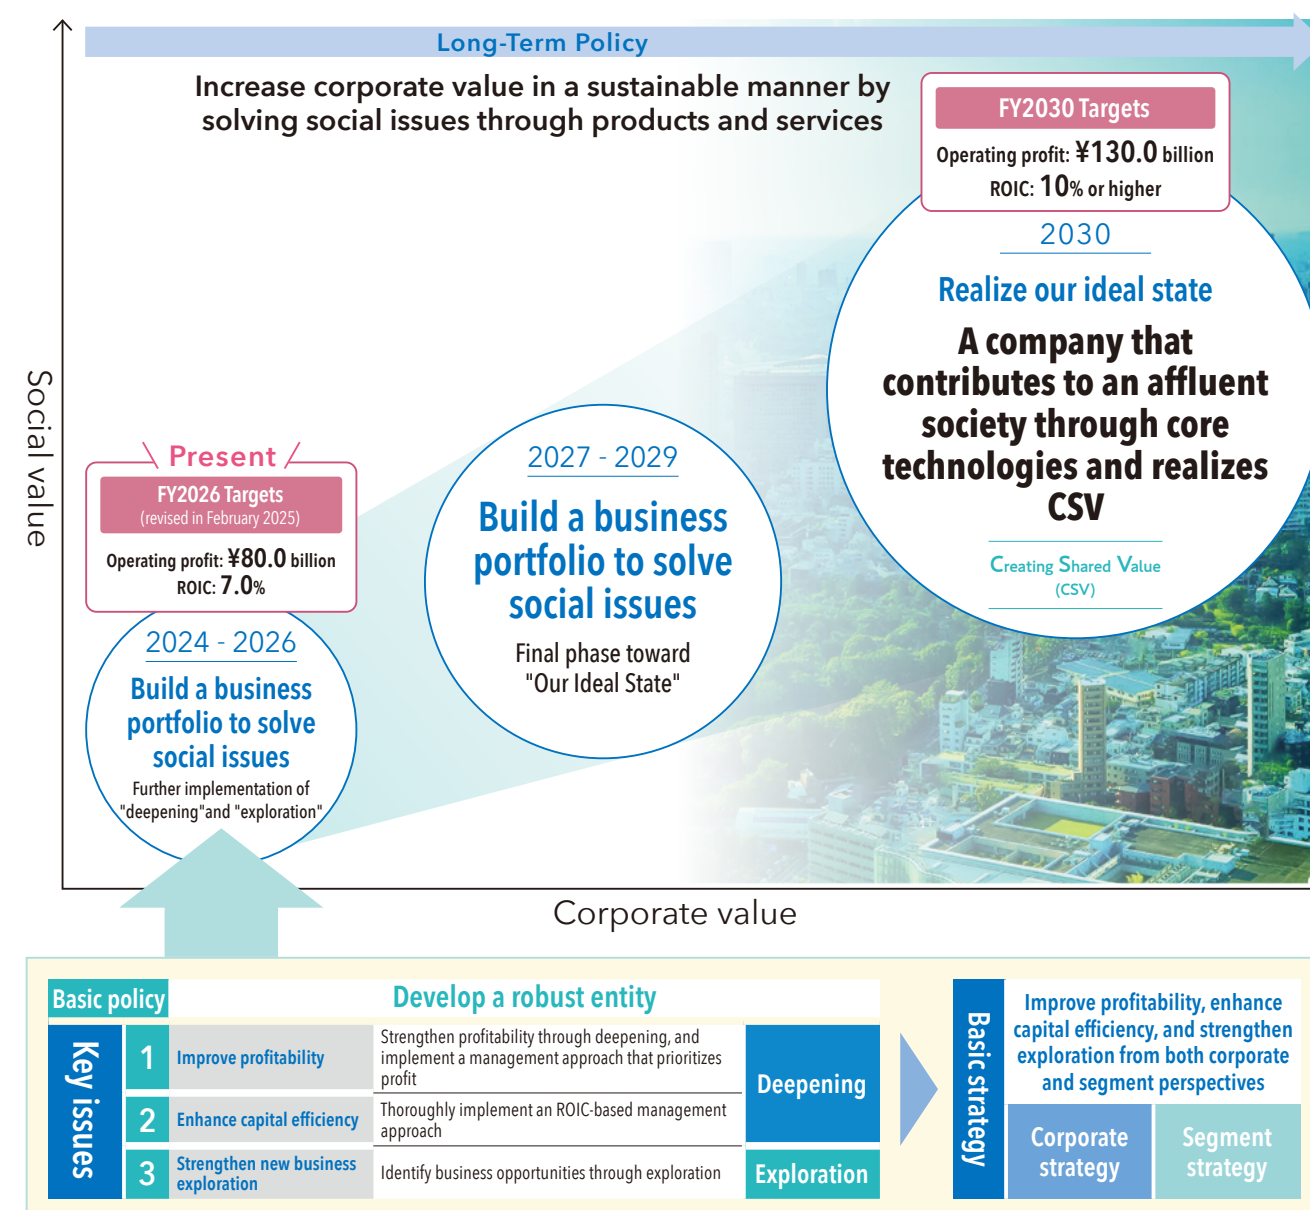 Long-Term Policy
Increase corporate value in a sustainable manner by
solving social issues through products and services
FY2030 Targets
Operating profit: ¥130.0 billion
ROIC: 10% or higher
2030
Realize our ideal state
A company that
contributes to an affluent
society through core
technologies and realizes
CSV
Creating Shared Value
(CSV)
Social value
Present
FY2026 Targets
(revised in February 2025)
Operating profit: ¥80.0 billion
ROIC: 7.0%
2024 - 2026
Build a business
portfolio to solve
social issues
Further implementation of
"deepening"and "exploration"
2027 - 2029
Build a business
portfolio to solve
social issues
Final phase toward
"Our Ideal State"
Corporate value
Basic policy
Develop a robust entity
Key issues
1
Improve profitability
Strengthen profitability through deepening, and
implement a management approach that prioritizes
profit
2
Enhance capital efficiency
Thoroughly implement an ROIC-based management
approach
Deepening
3
Strengthen new business
exploration
Identify business opportunities through exploration
Exploration
Basic strategy
Improve profitability, enhance
capital efficiency, and strengthen
exploration from both corporate
and segment perspectives
Corporate
strategy
Segment
strategy